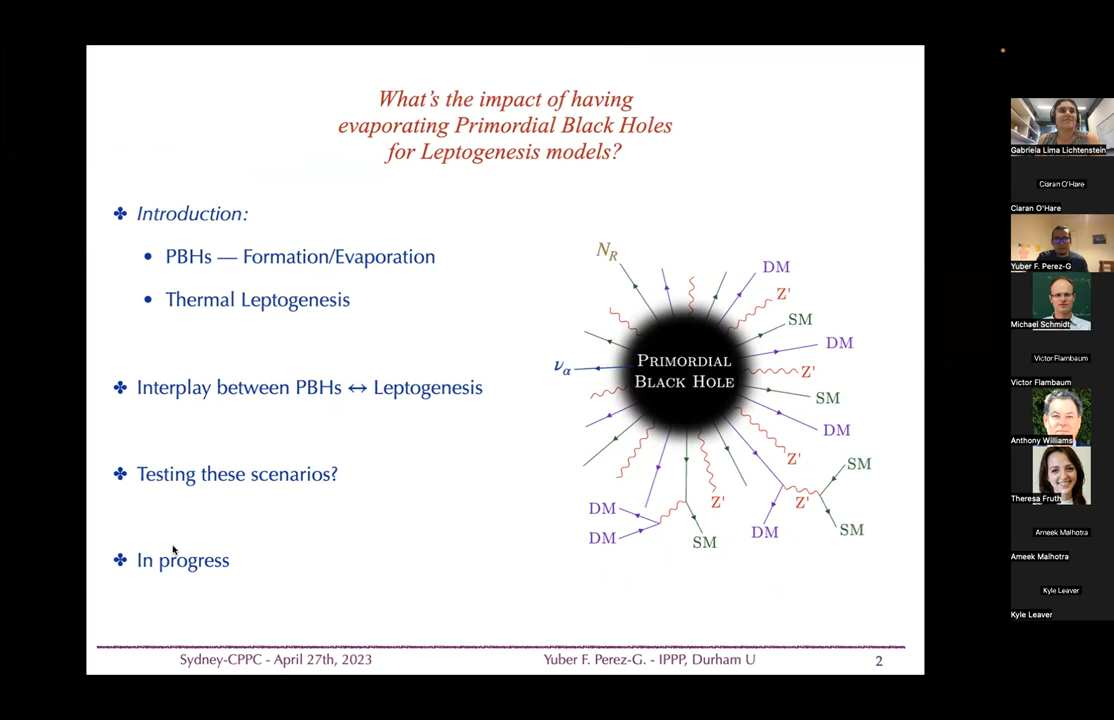 What's the impact of having
evaporating Primordial Black Holes
for Leptogenesis models?
Introduction:
PBHs — Formation/Evaporation
Thermal Leptogenesis
Interplay between PBHs ↔ Leptogenesis
Testing these scenarios?
In progress
N_R
DM
Z'
SM
DM
ν_α
PRIMORDIAL
BLACK HOLE
Z'
SM
DM
Z'
SM
DM
DM
Z'
Z'
SM
DM
SM
SM
Sydney-CPPC - April 27th, 2023
Yuber F. Perez-G. - IPPP, Durham U
2
Gabriela Lima Lichtenstein
Ciaran O'Hare
Ciaran O'Hare
Yuber F. Perez-G
Michael Schmidt
Victor Flambaum
Victor Flambaum
Anthony Williams
Theresa Fruth
Ameek Malhotra
Ameek Malhotra
Kyle Leaver
Kyle Leaver